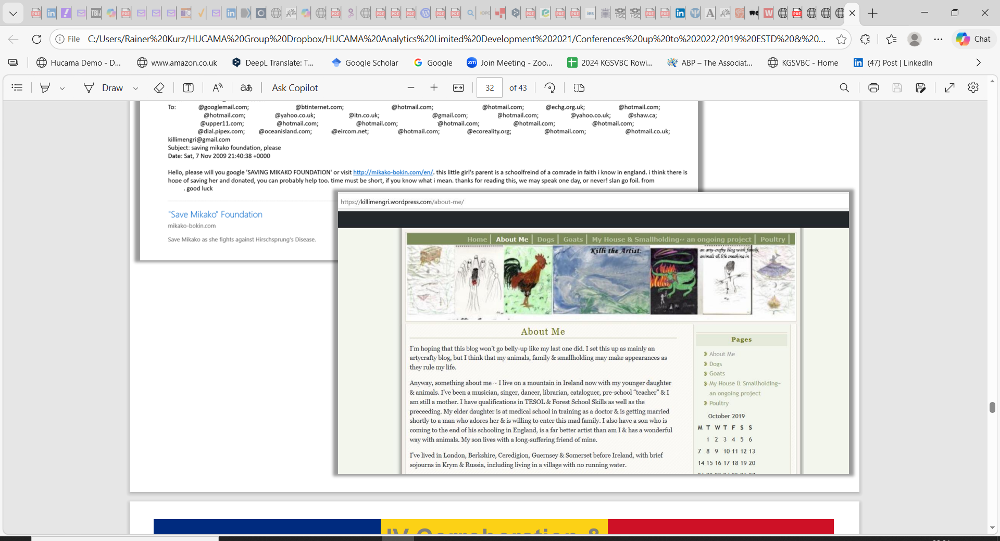 File
C:/Users/Rainer%20Kurz/HUCAMA%20Group%20Dropbox/HUCAMA%20Analytics%20Limited%20Development%202021/Conferences%20up%20to%202022/2019%20ESTD%20&%20...
Chat
Hucama Demo - D...
www.amazon.co.uk
DeepL Translate: T...
Google Scholar
Google
Join Meeting - Zoo...
2024 KGSVBC Rowi...
ABP – The Associat...
KGSVBC - Home
(47) Post | LinkedIn
Draw
Ask Copilot
32 of 43
To: @googlemail.com; @btinternet.com; @hotmail.com; @hotmail.com; @echg.org.uk; @hotmail.com;
@hotmail.com; @yahoo.co.uk; @itn.co.uk; @gmail.com; @hotmail.com; @yahoo.co.uk; @shaw.ca;
@upper11.com; @hotmail.com; @hotmail.com; @hotmail.com; @hotmail.com; @hotmail.com;
@dial.pipex.com; @oceanisland.com; @eircom.net; @hotmail.com; @ecoreality.org; @hotmail.com; @hotmail.co.uk;
killimengri@gmail.com
Subject: saving mikako foundation, please
Date: Sat, 7 Nov 2009 21:40:38 +0000
Hello, please will you google 'SAVING MIKAKO FOUNDATION' or visit http://mikako-bokin.com/en/. this little girl's parent is a schoolfreind of a comrade in faith i know in england. i think there is
hope of saving her and donated, you can probably help too. time must be short, if you know what i mean. thanks for reading this, we may speak one day, or never! slan go foil. from
. good luck
"Save Mikako" Foundation
mikako-bokin.com
Save Mikako as she fights against Hirschsprung's Disease.
https://killimengri.wordpress.com/about-me/
Home | About Me | Dogs | Goats | My House & Smallholding~ an ongoing project | Poultry |
Killi the Artist:
an arty-crafty blog with family,
animals all, life sneaking in
About Me
I'm hoping that this blog won't go belly-up like my last one did. I set this up as mainly an
artycrafty blog, but I think that my animals, family & smallholding may make appearances as
they rule my life.
Anyway, something about me ~ I live on a mountain in Ireland now with my younger daughter
& animals. I've been a musician, singer, dancer, librarian, cataloguer, pre-school "teacher" & I
am still a mother. I have qualifications in TESOL & Forest School Skills as well as the
preceeding. My elder daughter is at medical school in training as a doctor & is getting married
shortly to a man who adores her & is willing to enter this mad family. I also have a son who is
coming to the end of his schooling in England, is a far better artist than am I & has a wonderful
way with animals. My son lives with a long-suffering friend of mine.
I've lived in London, Berkshire, Ceredigion, Guernsey & Somerset before Ireland, with brief
sojourns in Krym & Russia, including living in a village with no running water.
Pages
About Me
Dogs
Goats
My House & Smallholding~
an ongoing project
Poultry
October 2019
M T W T F S S
1 2 3 4 5 6
7 8 9 10 11 12 13
14 15 16 17 18 19 20
IV Corroboration &